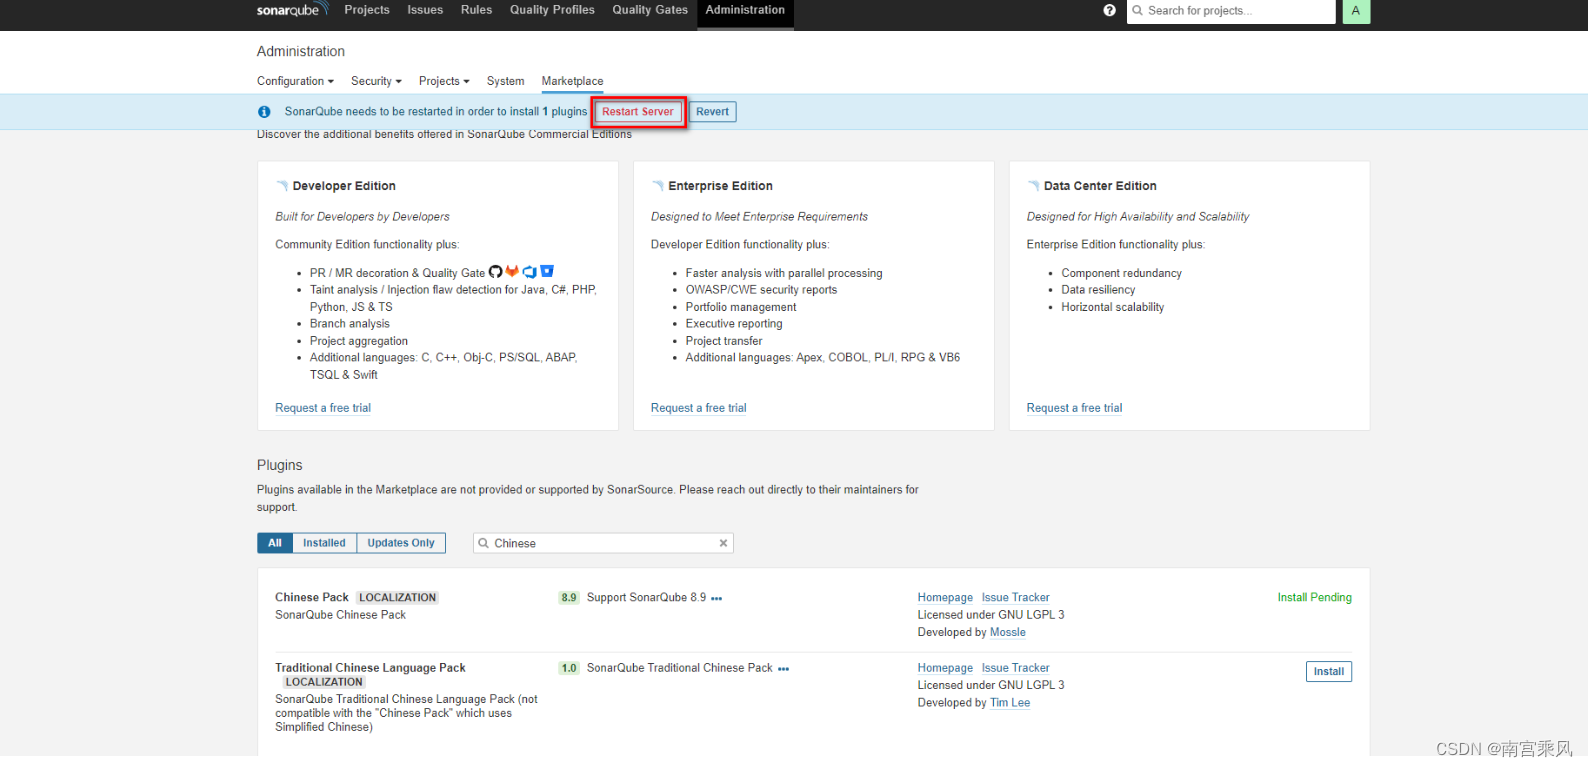 sonarqube Projects Issues Rules Quality Profiles Quality Gates Administration ? Search for projects... A
Administration
Configuration Security Projects System Marketplace
SonarQube needs to be restarted in order to install 1 plugins Restart Server Revert
Discover the additional benefits offered in SonarQube Commercial Editions
Developer Edition
Built for Developers by Developers
Community Edition functionality plus:
• PR / MR decoration & Quality Gate
• Taint analysis / Injection flaw detection for Java, C#, PHP,
Python, JS & TS
• Branch analysis
• Project aggregation
• Additional languages: C, C++, Obj-C, PS/SQL, ABAP,
TSQL & Swift
Request a free trial
Enterprise Edition
Designed to Meet Enterprise Requirements
Developer Edition functionality plus:
• Faster analysis with parallel processing
• OWASP/CWE security reports
• Portfolio management
• Executive reporting
• Project transfer
• Additional languages: Apex, COBOL, PL/I, RPG & VB6
Request a free trial
Data Center Edition
Designed for High Availability and Scalability
Enterprise Edition functionality plus:
• Component redundancy
• Data resiliency
• Horizontal scalability
Request a free trial
Plugins
Plugins available in the Marketplace are not provided or supported by SonarSource. Please reach out directly to their maintainers for
support.
All Installed Updates Only Chinese
Chinese Pack LOCALIZATION
SonarQube Chinese Pack
8.9 Support SonarQube 8.9 •••
Homepage Issue Tracker
Licensed under GNU LGPL 3
Developed by Mossle
Install Pending
Traditional Chinese Language Pack
LOCALIZATION
SonarQube Traditional Chinese Language Pack (not
compatible with the "Chinese Pack" which uses
Simplified Chinese)
1.0 SonarQube Traditional Chinese Pack •••
Homepage Issue Tracker
Licensed under GNU LGPL 3
Developed by Tim Lee
Install
CSDN @南宫乘风